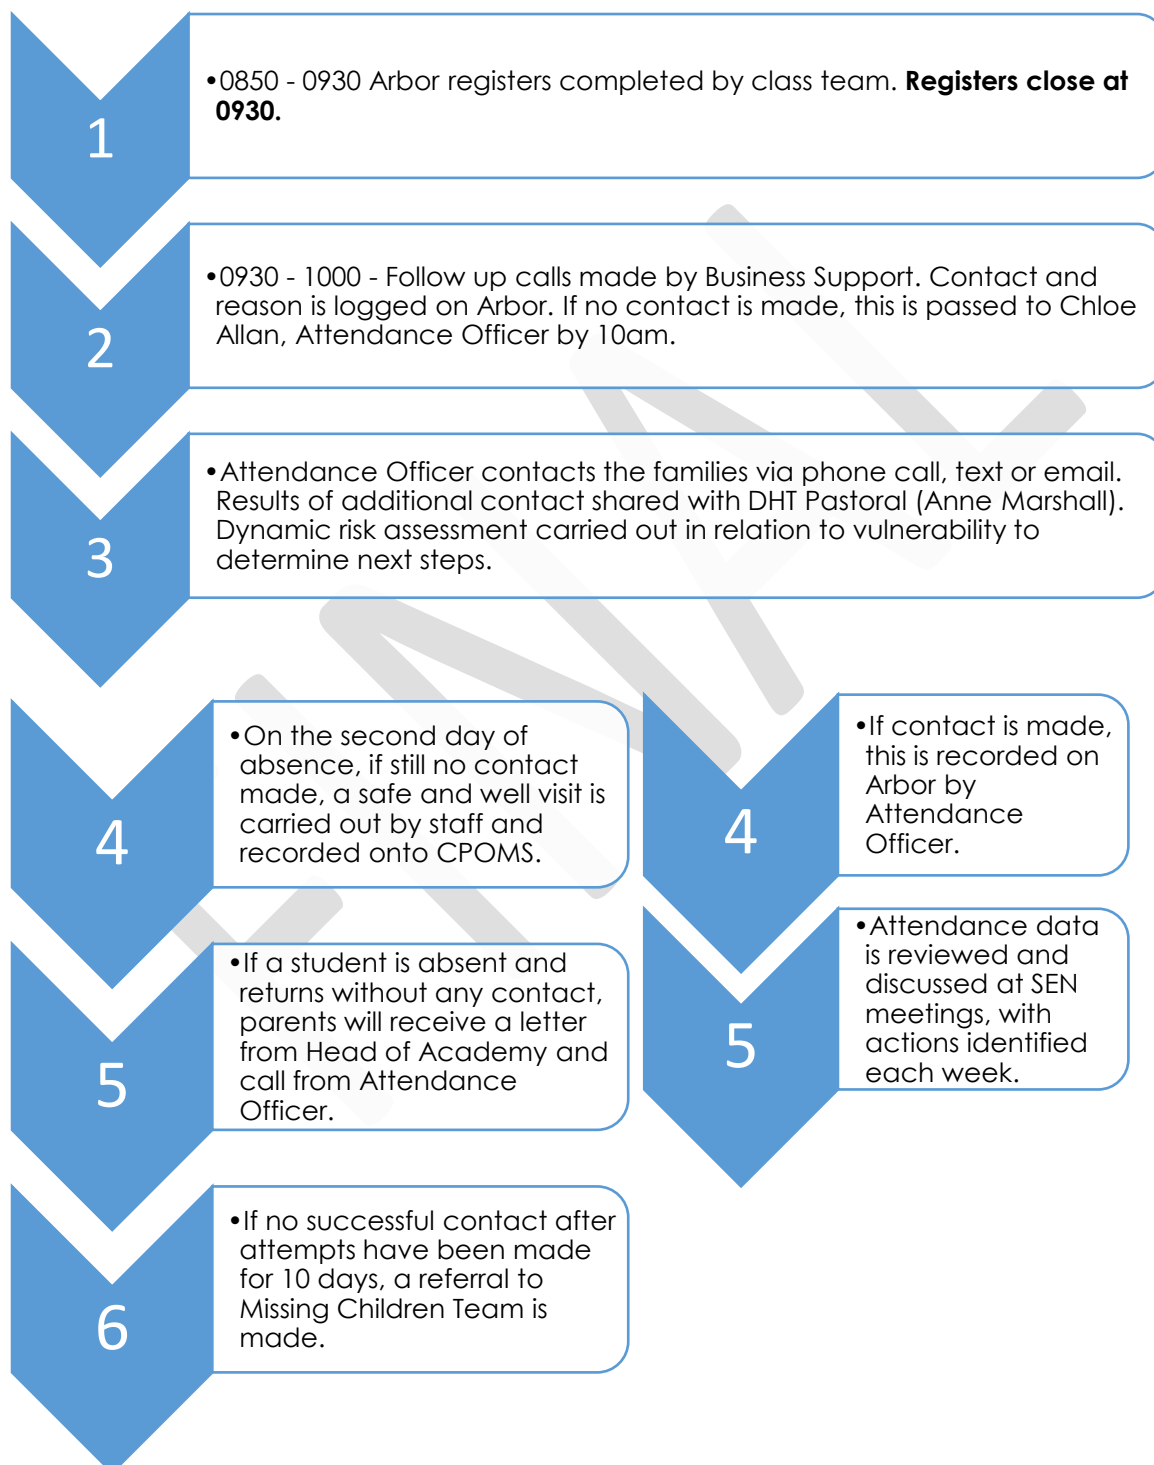 1
•0850 - 0930 Arbor registers completed by class team. Registers close at
0930.
2
•0930 - 1000 - Follow up calls made by Business Support. Contact and
reason is logged on Arbor. If no contact is made, this is passed to Chloe
Allan, Attendance Officer by 10am.
3
•Attendance Officer contacts the families via phone call, text or email.
Results of additional contact shared with DHT Pastoral (Anne Marshall).
Dynamic risk assessment carried out in relation to vulnerability to
determine next steps.
4
•On the second day of
absence, if still no contact
made, a safe and well visit is
carried out by staff and
recorded onto CPOMS.
5
•If a student is absent and
returns without any contact,
parents will receive a letter
from Head of Academy and
call from Attendance
Officer.
6
•If no successful contact after
attempts have been made
for 10 days, a referral to
Missing Children Team is
made.
4
•If contact is made,
this is recorded on
Arbor by
Attendance
Officer.
5
•Attendance data
is reviewed and
discussed at SEN
meetings, with
actions identified
each week.
FINAL